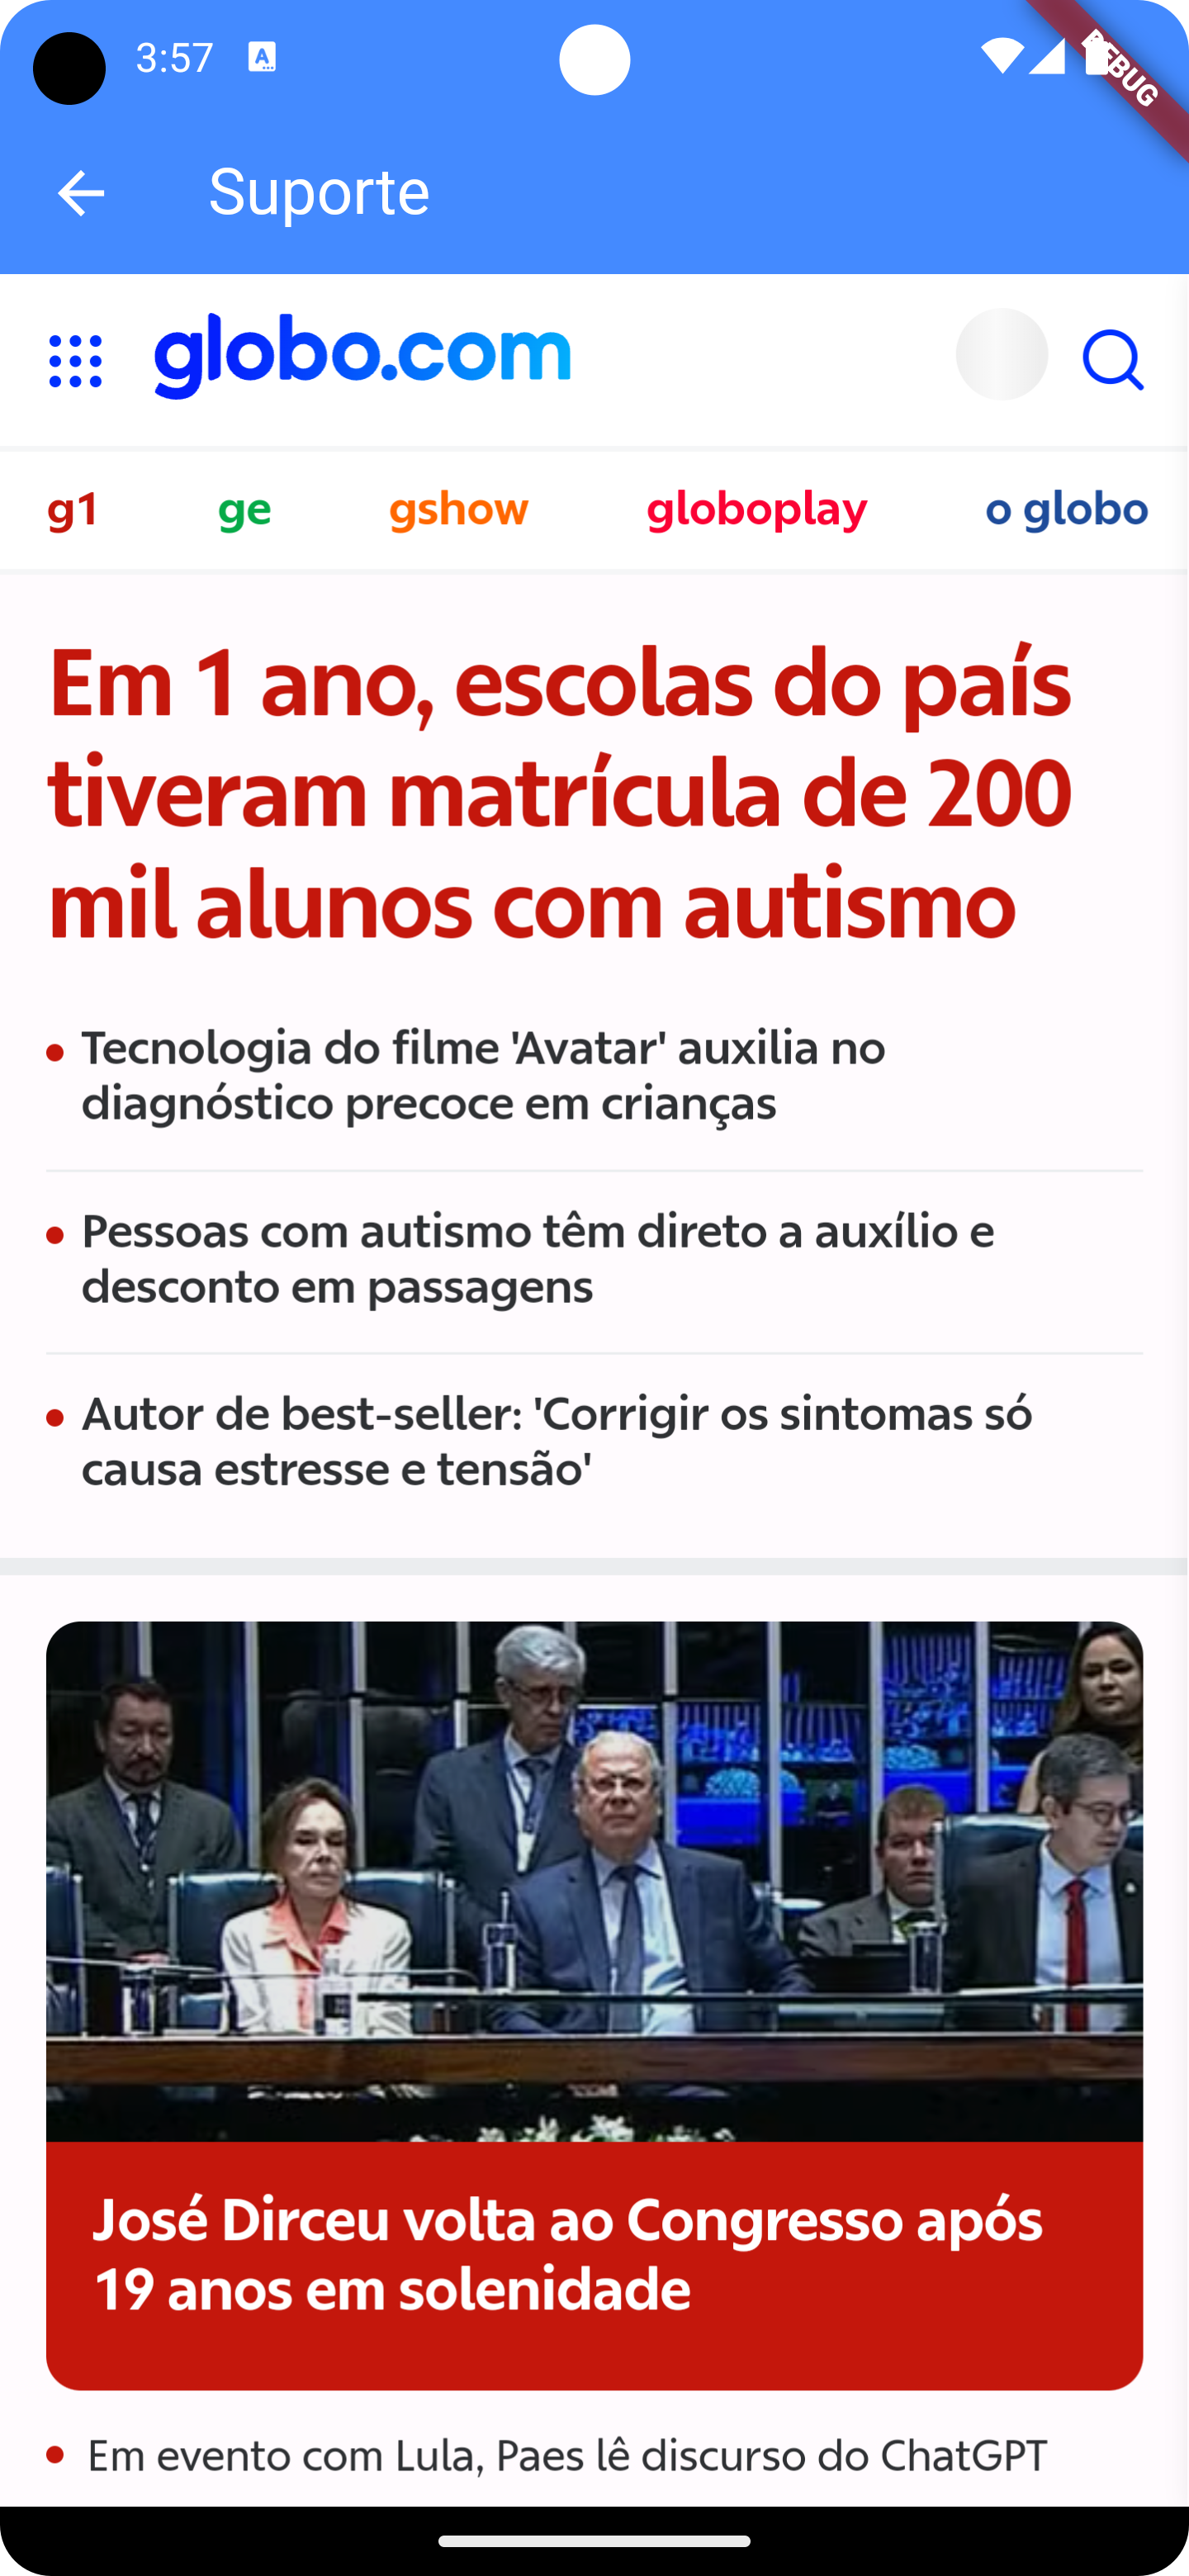 3:57
A
DEBUG
Suporte
globo.com
g1 ge gshow globoplay o globo
Em 1 ano, escolas do país
tiveram matrícula de 200
mil alunos com autismo
Tecnologia do filme 'Avatar' auxilia no
diagnóstico precoce em crianças
Pessoas com autismo têm direto a auxílio e
desconto em passagens
Autor de best-seller: 'Corrigir os sintomas só
causa estresse e tensão'
José Dirceu volta ao Congresso após
19 anos em solenidade
Em evento com Lula, Paes lê discurso do ChatGPT